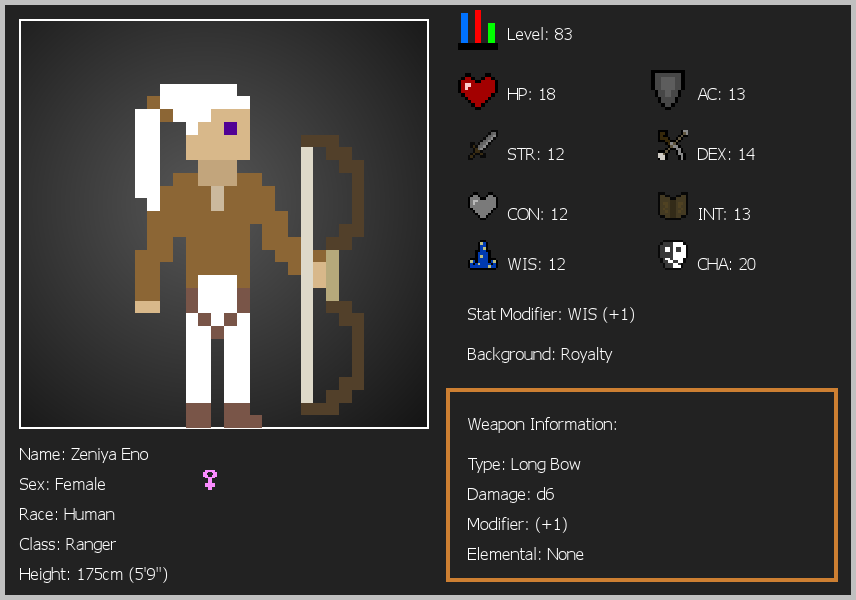 Level: 83
HP: 18
AC: 13
STR: 12
DEX: 14
CON: 12
INT: 13
WIS: 12
CHA: 20
Stat Modifier: WIS (+1)
Background: Royalty
Weapon Information:
Type: Long Bow
Damage: d6
Modifier: (+1)
Elemental: None
Name: Zeniya Eno
Sex: Female
Race: Human
Class: Ranger
Height: 175cm (5'9")